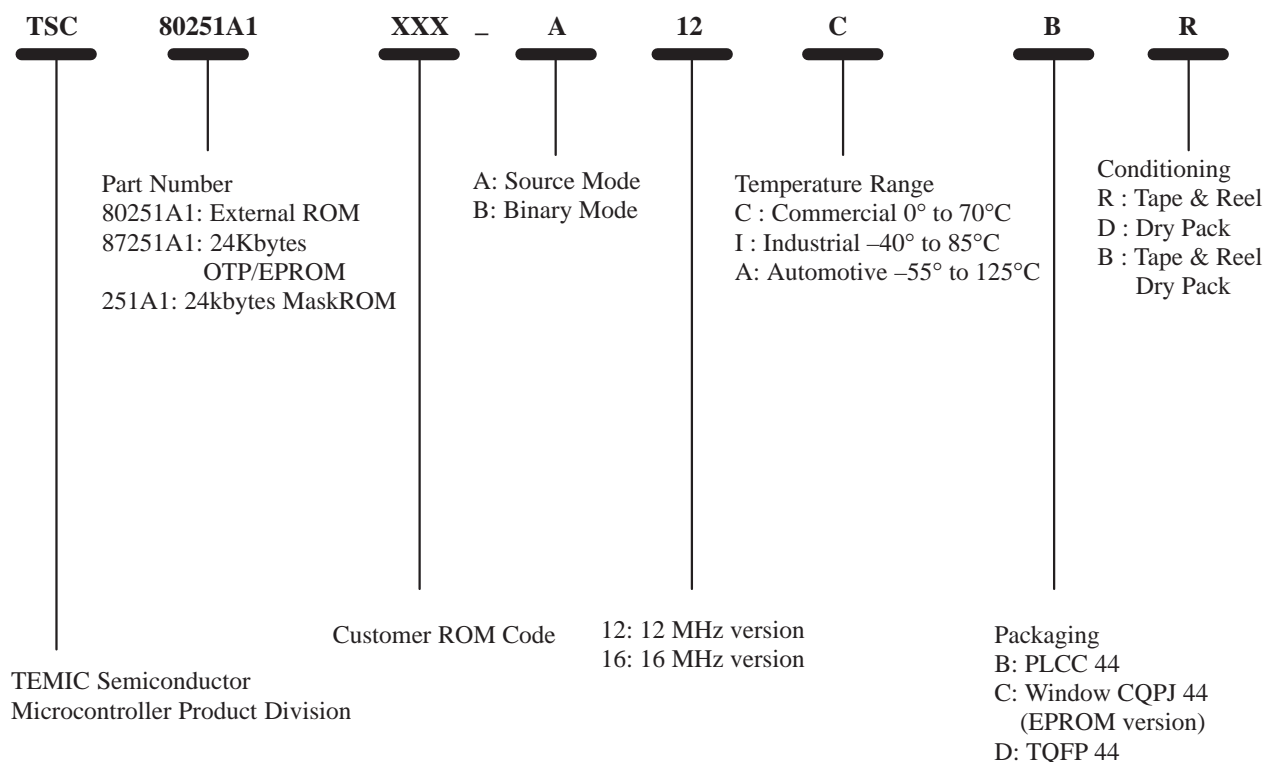 TSC 80251A1 XXX _ A 12 C B R
Part Number
80251A1: External ROM
87251A1: 24Kbytes
OTP/EPROM
251A1: 24kbytes MaskROM
A: Source Mode
B: Binary Mode
Temperature Range
C : Commercial 0° to 70°C
I : Industrial –40° to 85°C
A: Automotive –55° to 125°C
Conditioning
R : Tape & Reel
D : Dry Pack
B : Tape & Reel
Dry Pack
TEMIC Semiconductor
Microcontroller Product Division
Customer ROM Code
12: 12 MHz version
16: 16 MHz version
Packaging
B: PLCC 44
C: Window CQPJ 44
(EPROM version)
D: TQFP 44